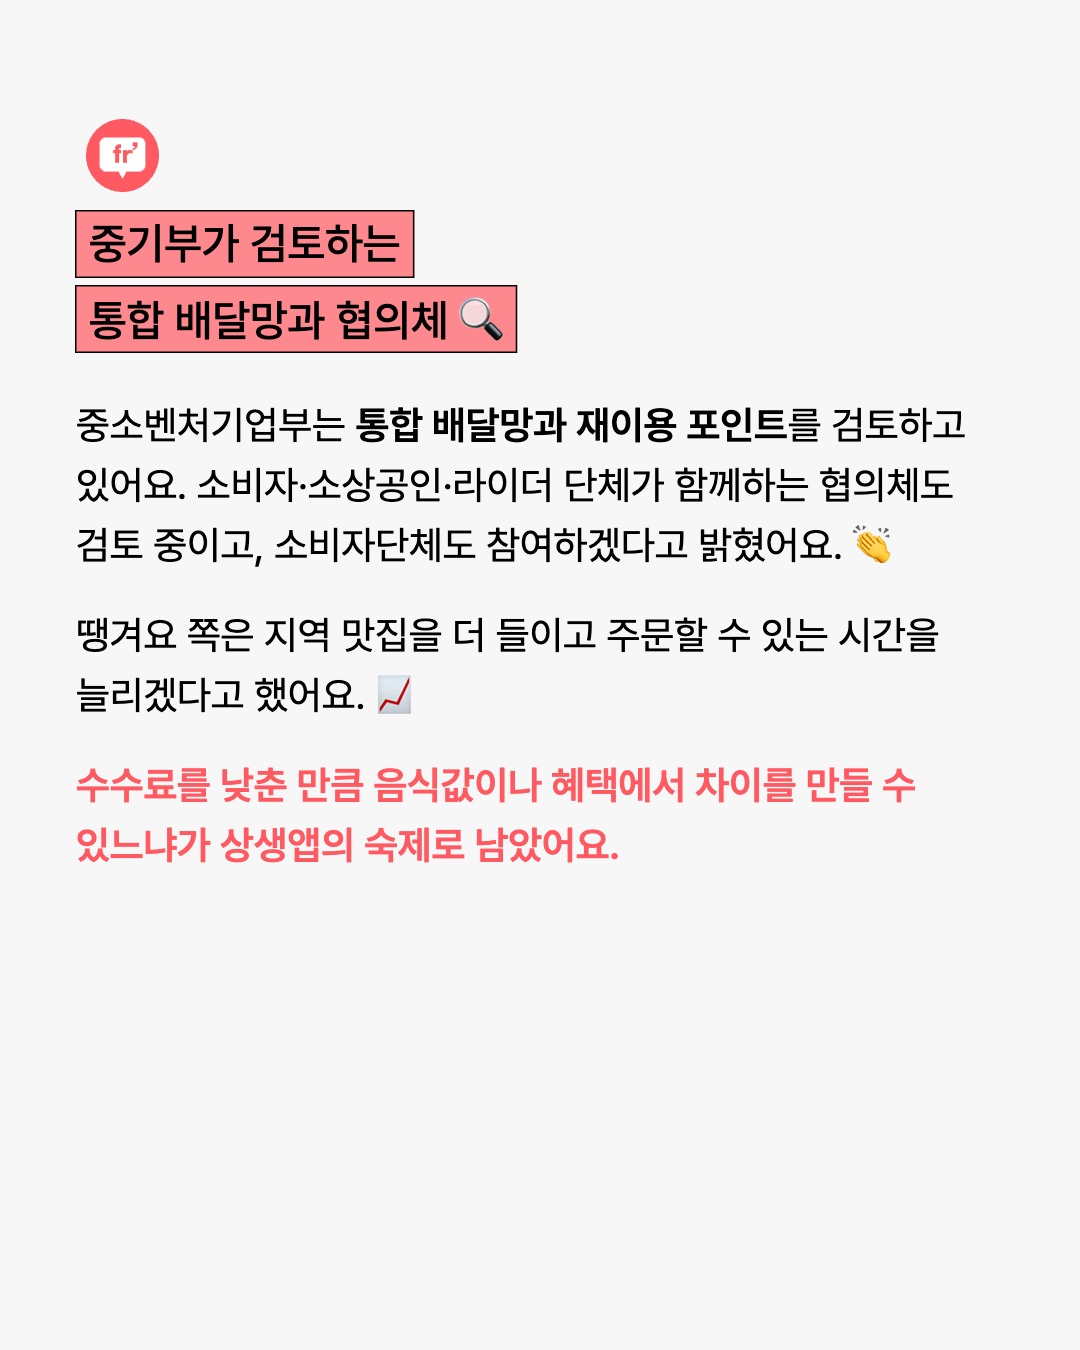 fr’
중기부가 검토하는
통합 배달망과 협의체 🔍
중소벤처기업부는 통합 배달망과 재이용 포인트를 검토하고
있어요. 소비자·소상공인·라이더 단체가 함께하는 협의체도
검토 중이고, 소비자단체도 참여하겠다고 밝혔어요. 👏
땡겨요 쪽은 지역 맛집을 더 들이고 주문할 수 있는 시간을
늘리겠다고 했어요. 📈
수수료를 낮춘 만큼 음식값이나 혜택에서 차이를 만들 수
있느냐가 상생앱의 숙제로 남았어요.